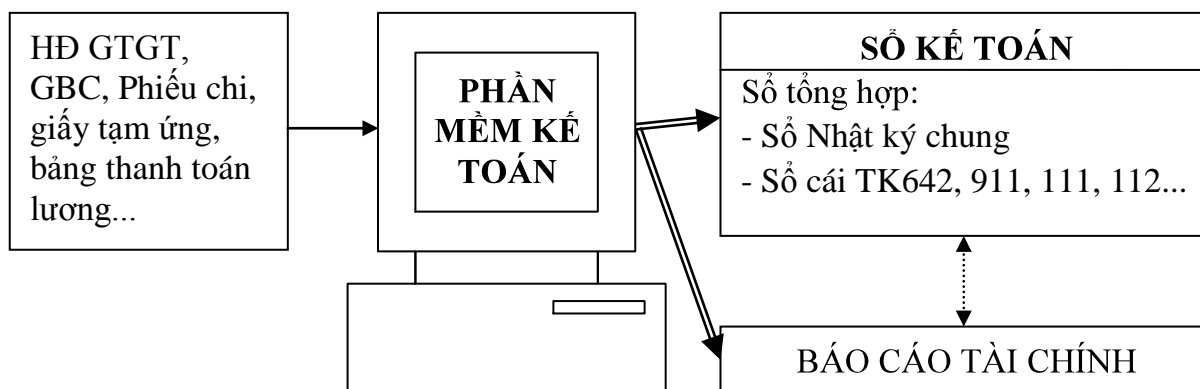 HĐ GTGT,
GBC, Phiếu chi,
giấy tạm ứng,
bảng thanh toán
lương...
PHẦN
MỀM KẾ
TOÁN
SỔ KẾ TOÁN
Sổ tổng hợp:
- Sổ Nhật ký chung
- Sổ cái TK642, 911, 111, 112...
BÁO CÁO TÀI CHÍNH